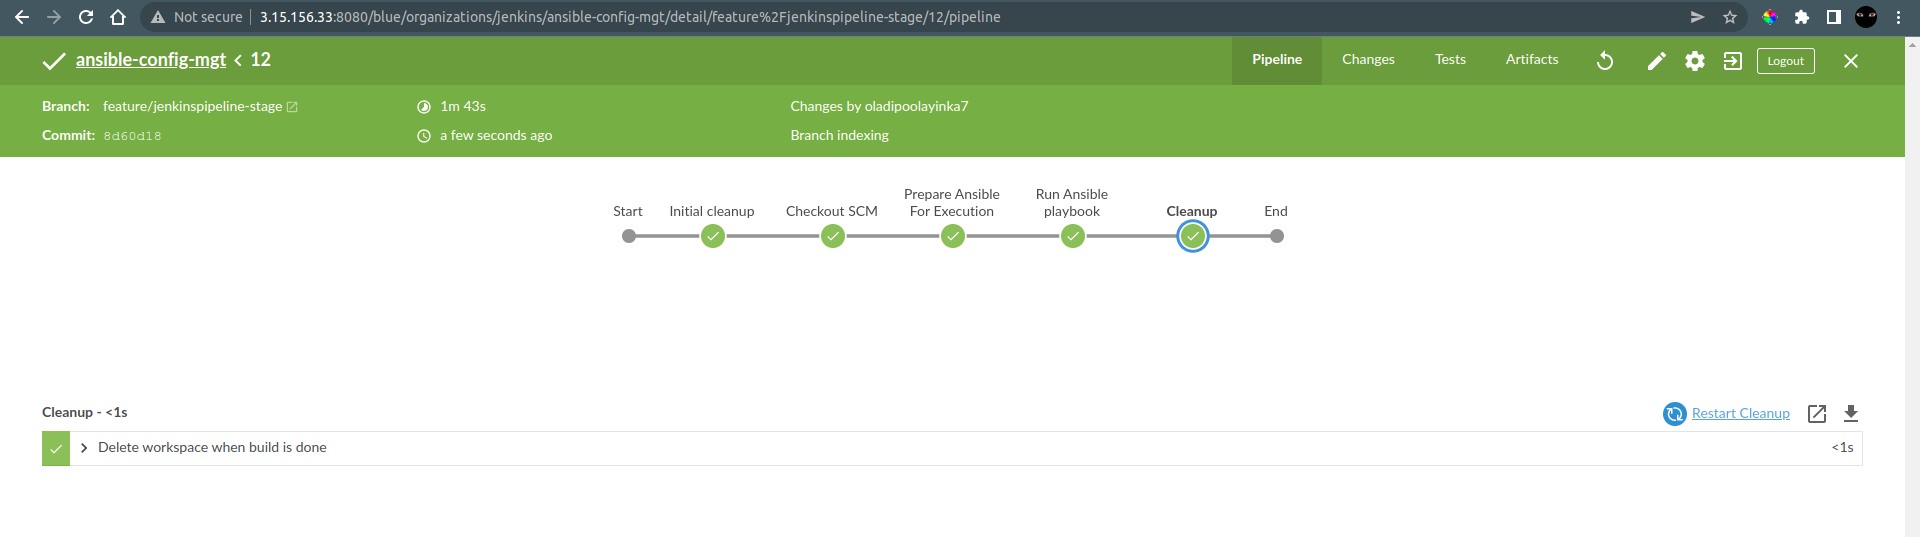 Not secure | 3.15.156.33:8080/blue/organizations/jenkins/ansible-config-mgt/detail/feature%2Fjenkinspipeline-stage/12/pipeline
ansible-config-mgt < 12
Pipeline Changes Tests Artifacts Logout
Branch: feature/jenkinspipeline-stage 1m 43s Changes by oladipoolayinka7
Commit: 8d60d18 a few seconds ago Branch indexing
Start Initial cleanup Checkout SCM Prepare Ansible For Execution Run Ansible playbook Cleanup End
Cleanup - <1s Restart Cleanup
Delete workspace when build is done <1s